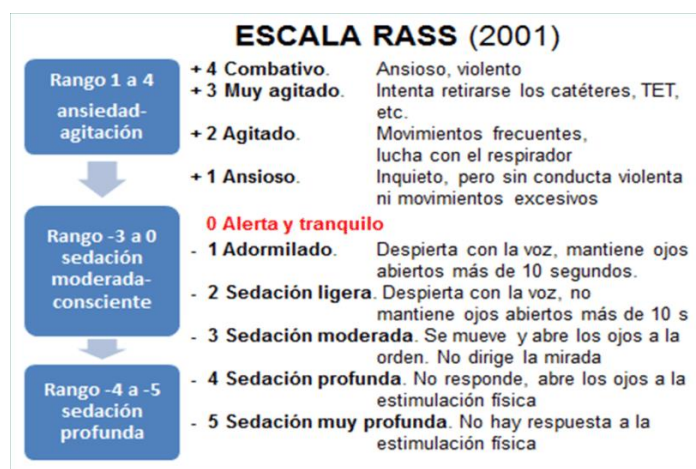 ESCALA RASS (2001)
Rango 1 a 4
ansiedad-
agitación
+ 4 Combativo. Ansioso, violento
+ 3 Muy agitado. Intenta retirarse los catéteres, TET,
etc.
+ 2 Agitado. Movimientos frecuentes,
lucha con el respirador
+ 1 Ansioso. Inquieto, pero sin conducta violenta
ni movimientos excesivos
Rango -3 a 0
sedación
moderada-
consciente
0 Alerta y tranquilo
- 1 Adormilado. Despierta con la voz, mantiene ojos
abiertos más de 10 segundos.
- 2 Sedación ligera. Despierta con la voz, no
mantiene ojos abiertos más de 10 s
- 3 Sedación moderada. Se mueve y abre los ojos a la
orden. No dirige la mirada
Rango -4 a -5
sedación
profunda
- 4 Sedación profunda. No responde, abre los ojos a la
estimulación física
- 5 Sedación muy profunda. No hay respuesta a la
estimulación física